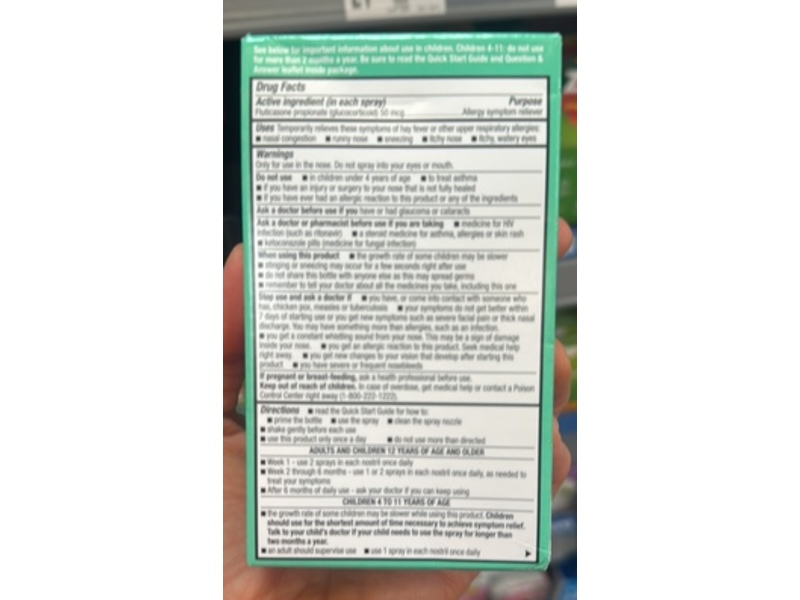 See below for important information about use in children. Children 4-11: do not use
for more than 2 months a year. Be sure to read the Quick Start Guide and Question &
Answer leaflet inside package.
Drug Facts
Active ingredient (in each spray) Purpose
Fluticasone propionate (glucocorticoid) 50 mcg Allergy symptom reliever
Uses Temporarily relieves these symptoms of hay fever or other upper respiratory allergies:
■ nasal congestion ■ runny nose ■ sneezing ■ itchy nose ■ itchy, watery eyes
Warnings
Only for use in the nose. Do not spray into your eyes or mouth.
Do not use ■ in children under 4 years of age ■ to treat asthma
■ if you have an injury or surgery to your nose that is not fully healed
■ if you have ever had an allergic reaction to this product or any of the ingredients
Ask a doctor before use if you have or had glaucoma or cataracts
Ask a doctor or pharmacist before use if you are taking ■ medicine for HIV
infection (such as ritonavir) ■ a steroid medicine for asthma, allergies or skin rash
■ ketoconazole pills (medicine for fungal infection)
When using this product ■ the growth rate of some children may be slower
■ stinging or sneezing may occur for a few seconds right after use
■ do not share this bottle with anyone else as this may spread germs
■ remember to tell your doctor about all the medicines you take, including this one
Stop use and ask a doctor if ■ you have, or come into contact with someone who
has, chicken pox, measles or tuberculosis ■ your symptoms do not get better within
7 days of starting use or you get new symptoms such as severe facial pain or thick nasal
discharge. You may have something more than allergies, such as an infection.
■ you get a constant whistling sound from your nose. This may be a sign of damage
inside your nose. ■ you get an allergic reaction to this product. Seek medical help
right away. ■ you get new changes to your vision that develop after starting this
product ■ you have severe or frequent nosebleeds
If pregnant or breast-feeding, ask a health professional before use.
Keep out of reach of children. In case of overdose, get medical help or contact a Poison
Control Center right away (1-800-222-1222).
Directions ■ read the Quick Start Guide for how to:
■ prime the bottle ■ use the spray ■ clean the spray nozzle
■ shake gently before each use
■ use this product only once a day ■ do not use more than directed
ADULTS AND CHILDREN 12 YEARS OF AGE AND OLDER
■ Week 1 - use 2 sprays in each nostril once daily
■ Week 2 through 6 months - use 1 or 2 sprays in each nostril once daily, as needed to
treat your symptoms
■ After 6 months of daily use - ask your doctor if you can keep using
CHILDREN 4 TO 11 YEARS OF AGE
■ the growth rate of some children may be slower while using this product. Children
should use for the shortest amount of time necessary to achieve symptom relief.
Talk to your child's doctor if your child needs to use the spray for longer than
two months a year.
■ an adult should supervise use ■ use 1 spray in each nostril once daily